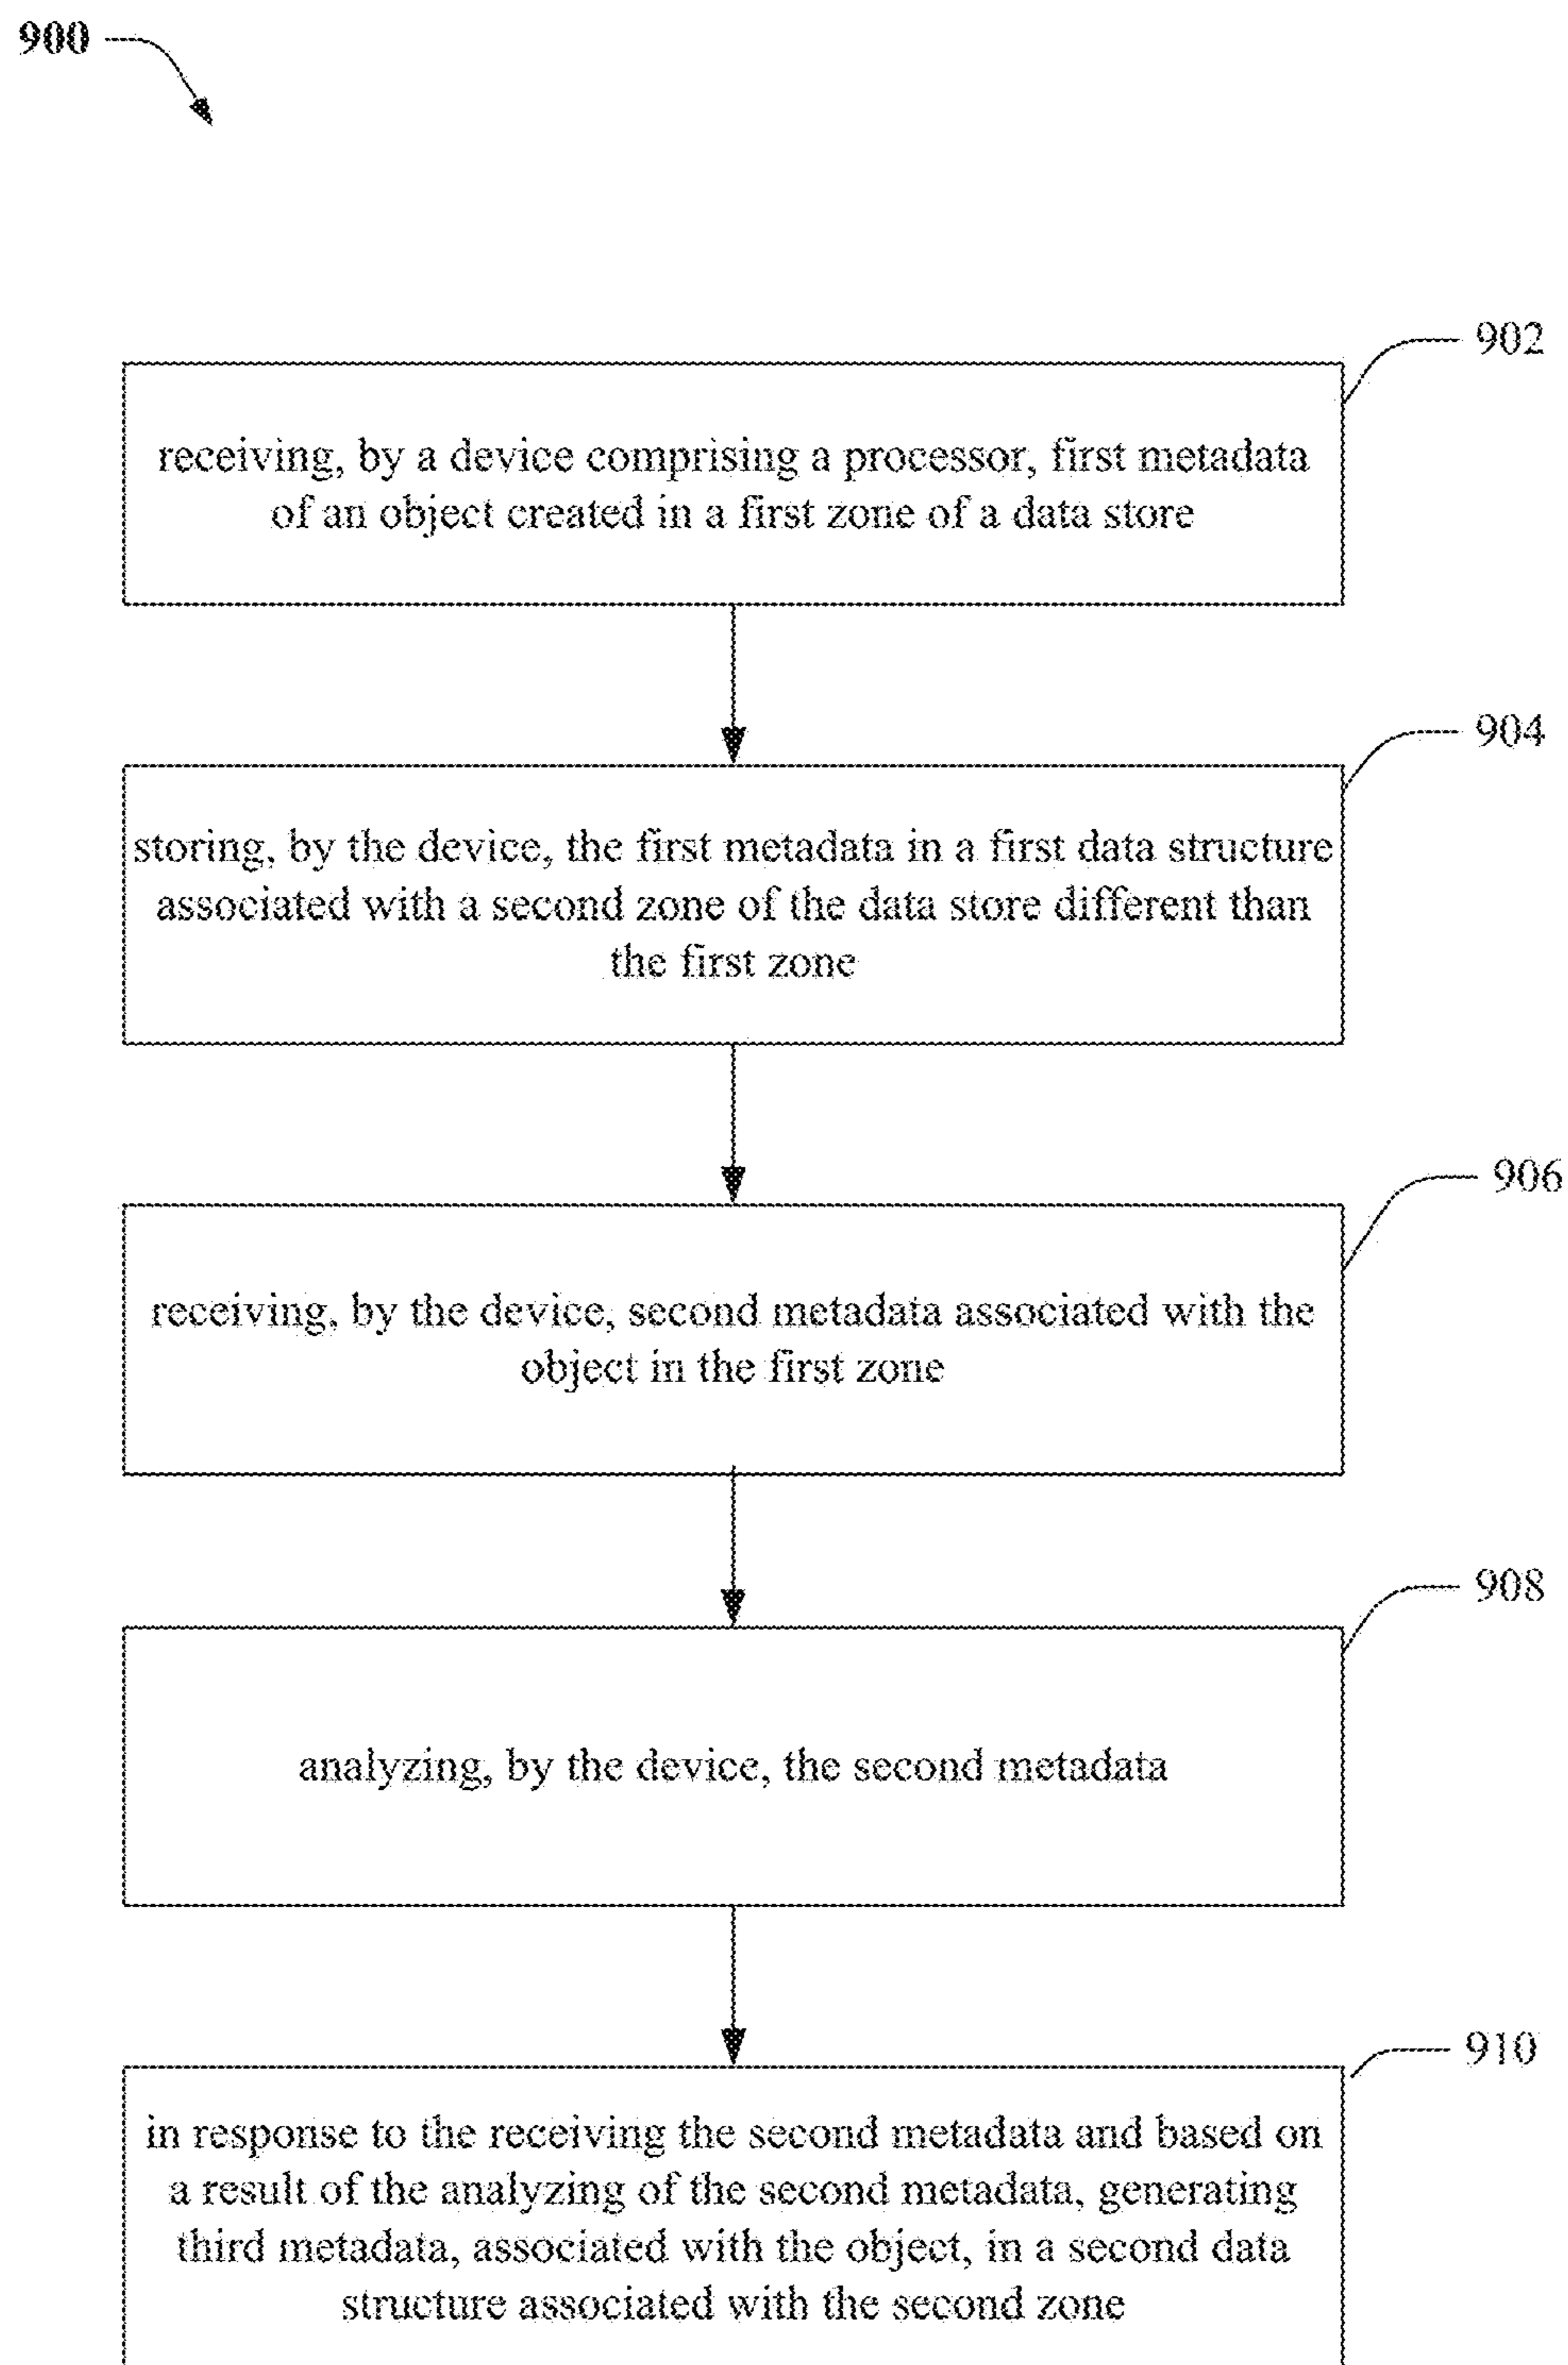 900
902
receiving, by a device comprising a processor, first metadata
of an object created in a first zone of a data store
904
storing, by the device, the first metadata in a first data structure
associated with a second zone of the data store different than
the first zone
906
receiving, by the device, second metadata associated with the
object in the first zone
908
analyzing, by the device, the second metadata
910
in response to the receiving the second metadata and based on
a result of the analyzing of the second metadata, generating
third metadata, associated with the object, in a second data
structure associated with the second zone